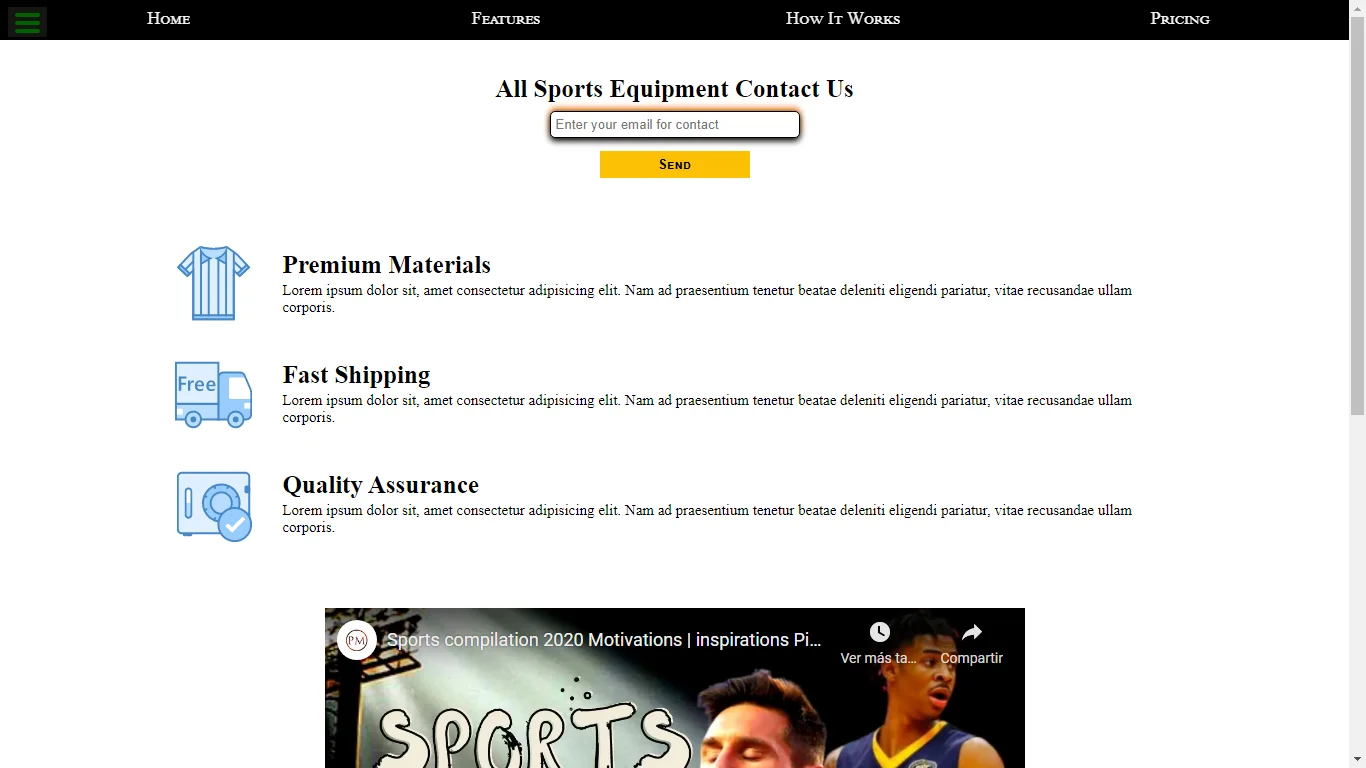 Home
Features
How It Works
Pricing
All Sports Equipment Contact Us
Enter your email for contact
Send
Premium Materials
Lorem ipsum dolor sit, amet consectetur adipisicing elit. Nam ad praesentium tenetur beatae deleniti eligendi pariatur, vitae recusandae ullam
corporis.
Free
Fast Shipping
Lorem ipsum dolor sit, amet consectetur adipisicing elit. Nam ad praesentium tenetur beatae deleniti eligendi pariatur, vitae recusandae ullam
corporis.
Quality Assurance
Lorem ipsum dolor sit, amet consectetur adipisicing elit. Nam ad praesentium tenetur beatae deleniti eligendi pariatur, vitae recusandae ullam
corporis.
PM
Sports compilation 2020 Motivations | inspirations Pi...
Ver más ta...
Compartir
SPORTS